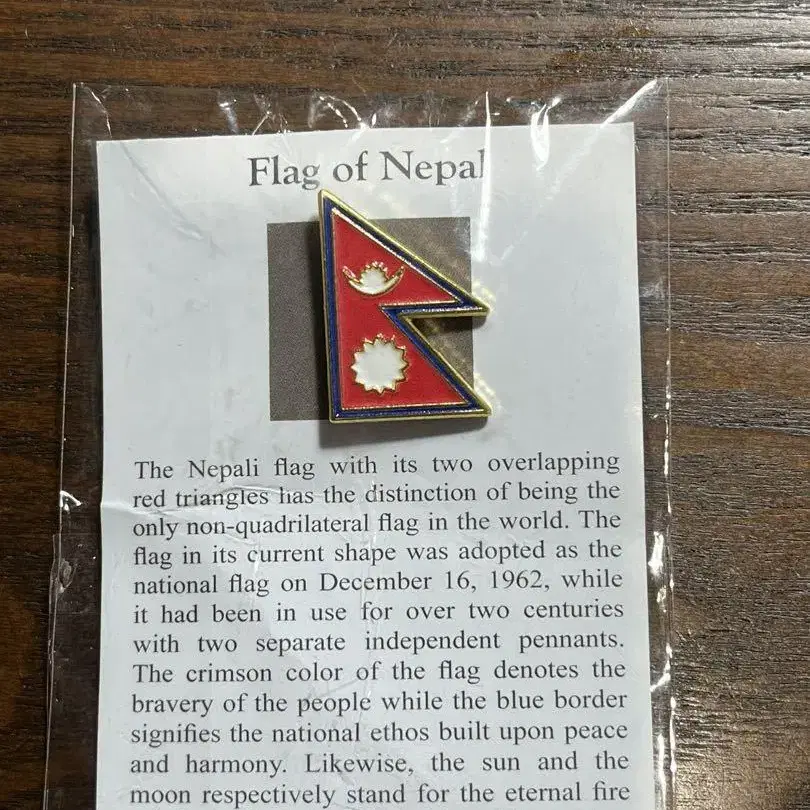 Flag of Nepal
The Nepali flag with its two overlapping
red triangles has the distinction of being the
only non-quadrilateral flag in the world. The
flag in its current shape was adopted as the
national flag on December 16, 1962, while
it had been in use for over two centuries
with two separate independent pennants.
The crimson color of the flag denotes the
bravery of the people while the blue border
signifies the national ethos built upon peace
and harmony. Likewise, the sun and the
moon respectively stand for the eternal fire